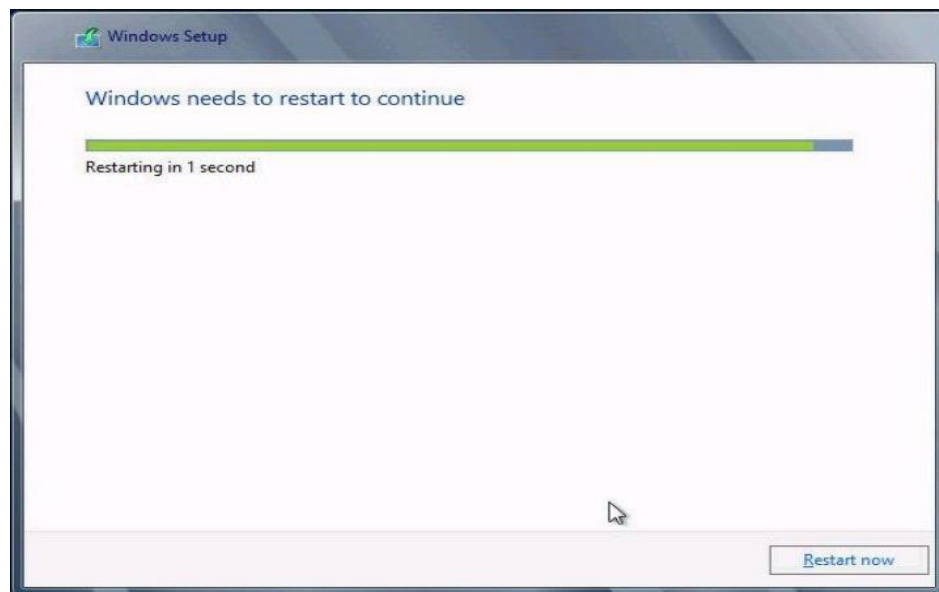 Windows Setup
Windows needs to restart to continue
Restarting in 1 second
Restart now